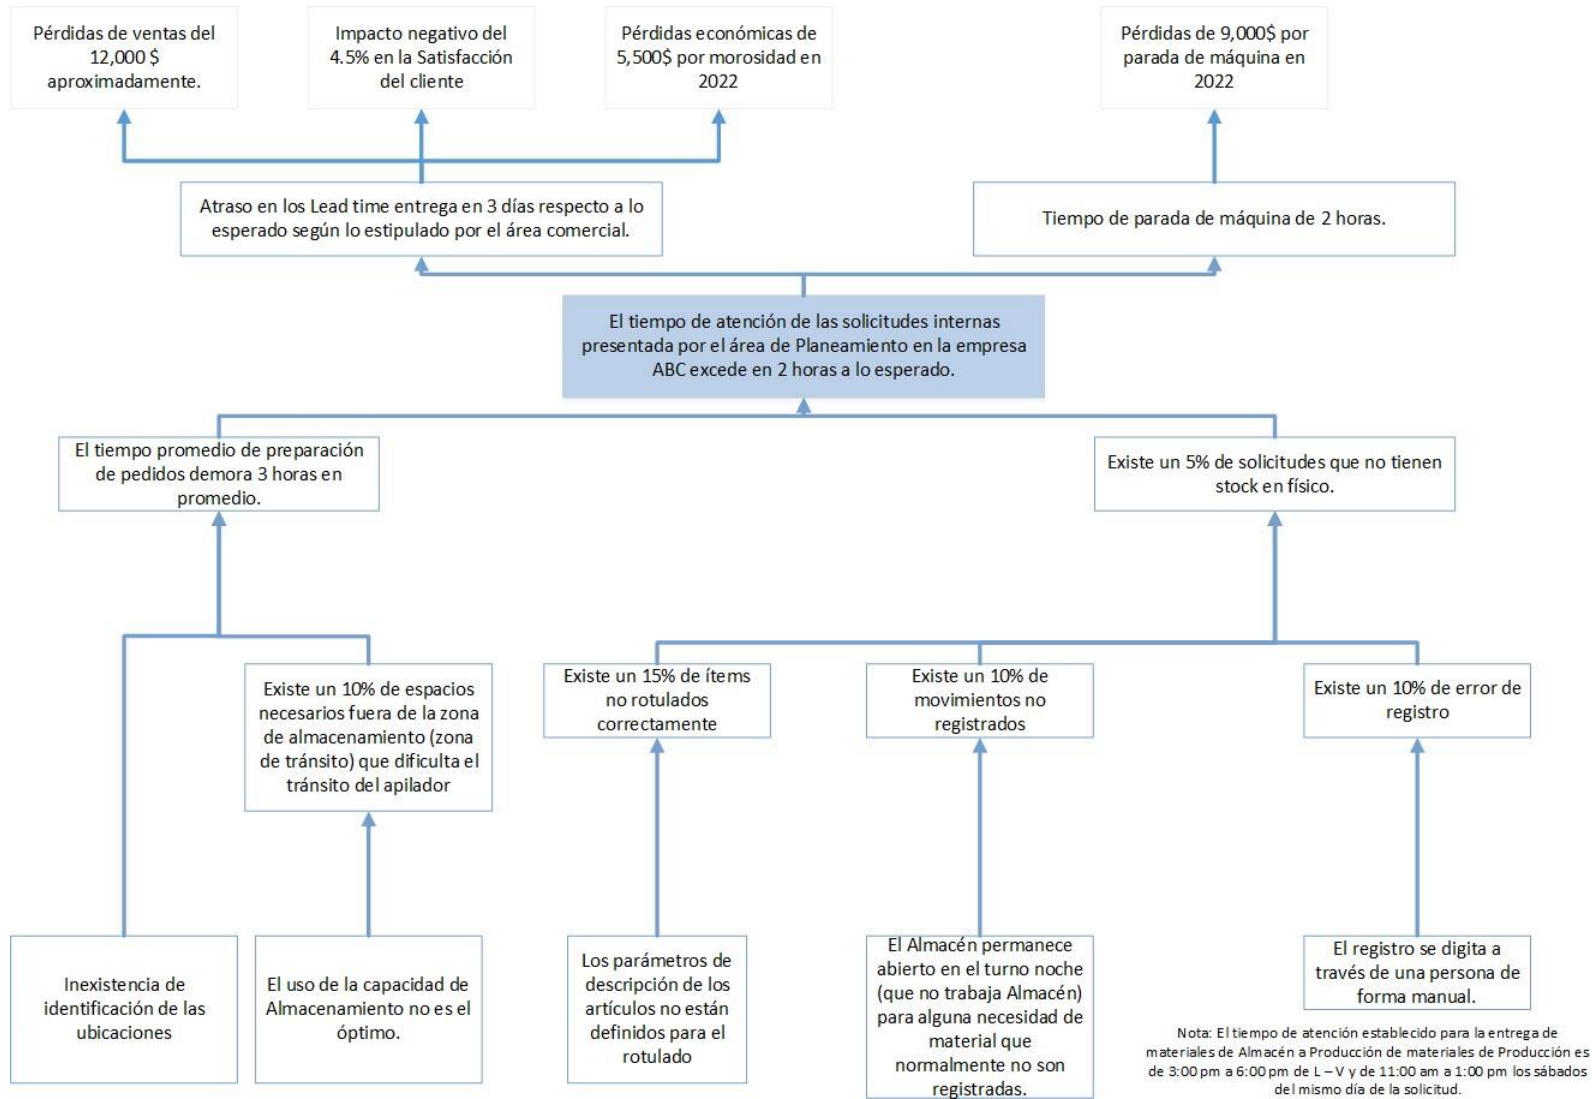 Pérdidas de ventas del
12,000 $
aproximadamente.
Impacto negativo del
4.5% en la Satisfacción
del cliente
Pérdidas económicas de
5,500$ por morosidad en
2022
Pérdidas de 9,000$ por
parada de máquina en
2022
Atraso en los Lead time entrega en 3 días respecto a lo
esperado según lo estipulado por el área comercial.
Tiempo de parada de máquina de 2 horas.
El tiempo de atención de las solicitudes internas
presentada por el área de Planeamiento en la empresa
ABC excede en 2 horas a lo esperado.
El tiempo promedio de preparación
de pedidos demora 3 horas en
promedio.
Existe un 5% de solicitudes que no tienen
stock en físico.
Existe un 10% de espacios
necesarios fuera de la zona
de almacenamiento (zona
de tránsito) que dificulta el
tránsito del apilador
Existe un 15% de ítems
no rotulados
correctamente
Existe un 10% de
movimientos no
registrados
Existe un 10% de error de
registro
Inexistencia de
identificación de las
ubicaciones
El uso de la capacidad de
Almacenamiento no es el
óptimo.
Los parámetros de
descripción de los
artículos no están
definidos para el
rotulado
El Almacén permanece
abierto en el turno noche
(que no trabaja Almacén)
para alguna necesidad de
material que
normalmente no son
registradas.
El registro se digita a
través de una persona de
forma manual.
Nota: El tiempo de atención establecido para la entrega de
materiales de Almacén a Producción de materiales de Producción es
de 3:00 pm a 6:00 pm de L – V y de 11:00 am a 1:00 pm los sábados
del mismo día de la solicitud.